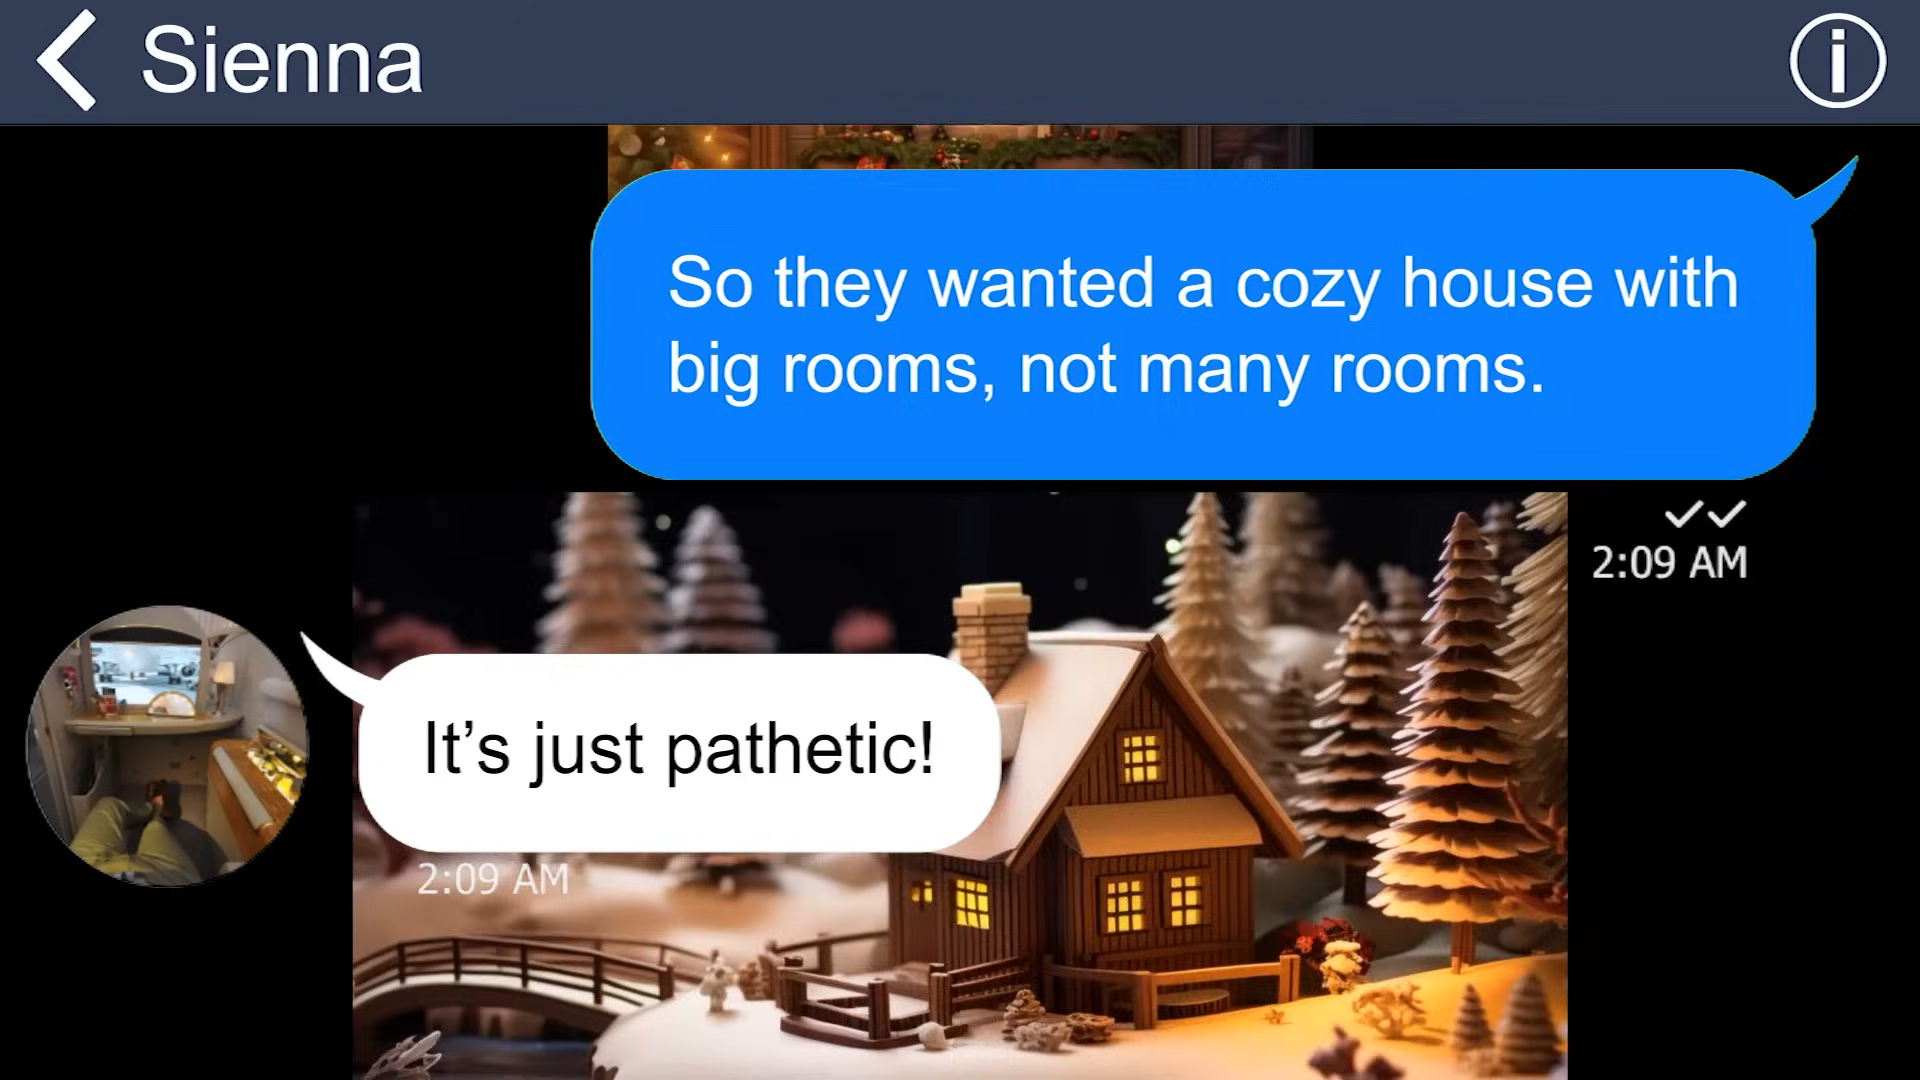 Sienna
So they wanted a cozy house with
big rooms, not many rooms.
2:09 AM
It’s just pathetic!
2:09 AM